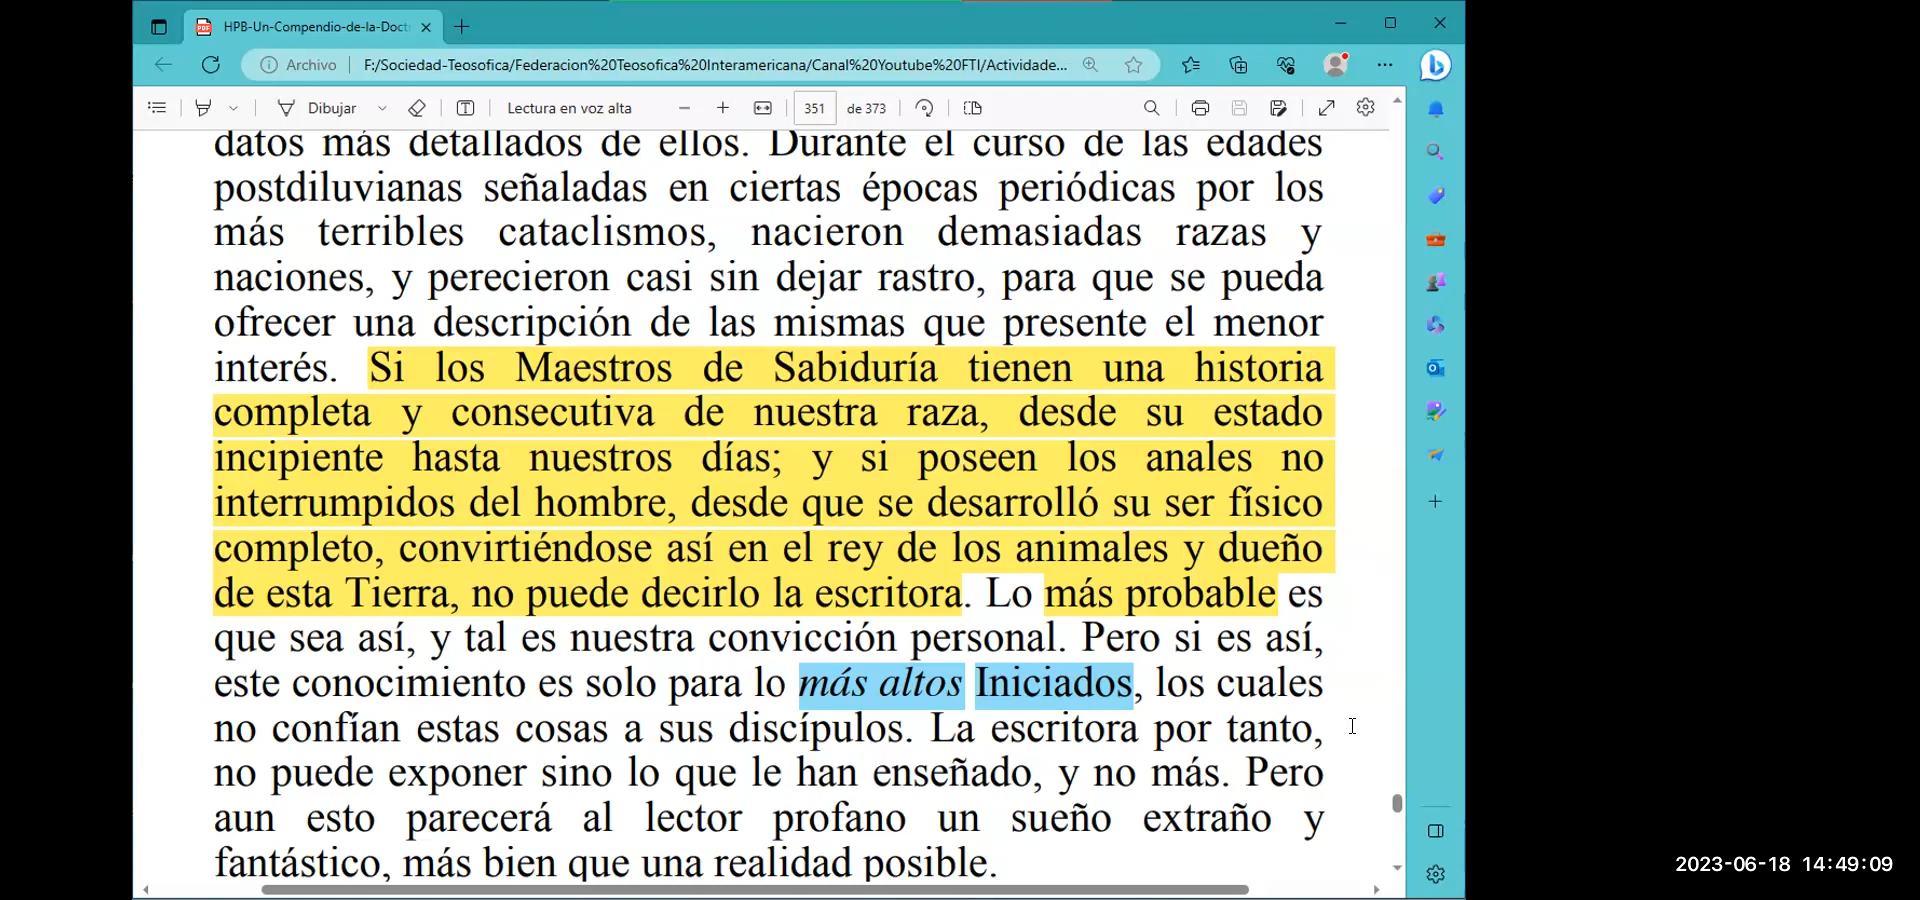 HPB-Un-Compendio-de-la-Doct
Archivo
F:/Sociedad-Teosofica/Federacion%20Teosofica%20Interamericana/Canal%20Youtube%20FTI/Actividade...
Dibujar
Lectura en voz alta
351 de 373
datos más detallados de ellos. Durante el curso de las edades
postdiluvianas señaladas en ciertas épocas periódicas por los
más terribles cataclismos, nacieron demasiadas razas y
naciones, y perecieron casi sin dejar rastro, para que se pueda
ofrecer una descripción de las mismas que presente el menor
interés. Si los Maestros de Sabiduría tienen una historia
completa y consecutiva de nuestra raza, desde su estado
incipiente hasta nuestros días; y si poseen los anales no
interrumpidos del hombre, desde que se desarrolló su ser físico
completo, convirtiéndose así en el rey de los animales y dueño
de esta Tierra, no puede decirlo la escritora. Lo más probable es
que sea así, y tal es nuestra convicción personal. Pero si es así,
este conocimiento es solo para lo más altos Iniciados, los cuales
no confían estas cosas a sus discípulos. La escritora por tanto,
no puede exponer sino lo que le han enseñado, y no más. Pero
aun esto parecerá al lector profano un sueño extraño y
fantástico, más bien que una realidad posible.
2023-06-18 14:49:09